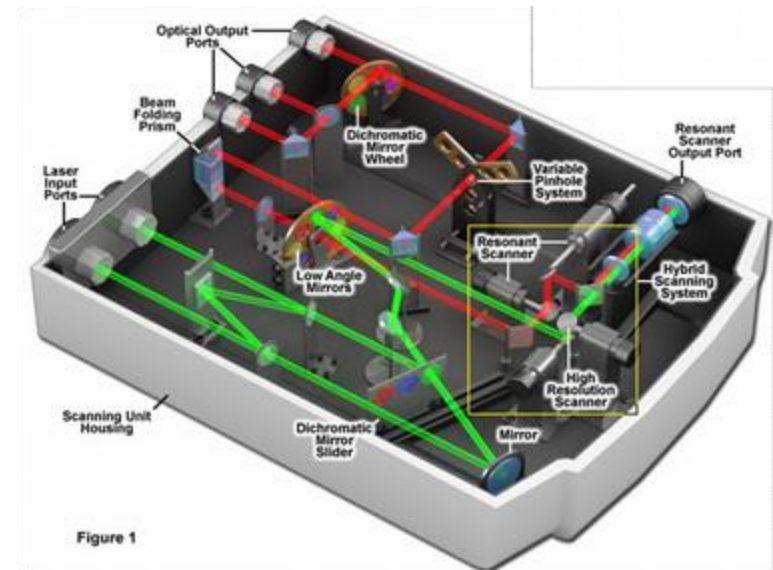 Optical Output
Ports
Beam
Folding
Prism
Laser
Input
Ports
Dichromatic
Mirror
Wheel
Resonant
Scanner
Output Port
Variable
Pinhole
System
Resonant
Scanner
Low Angle
Mirrors
Hybrid
Scanning
System
High
Resolution
Scanner
Scanning Unit
Housing
Dichromatic
Mirror
Slider
Mirror
Figure 1